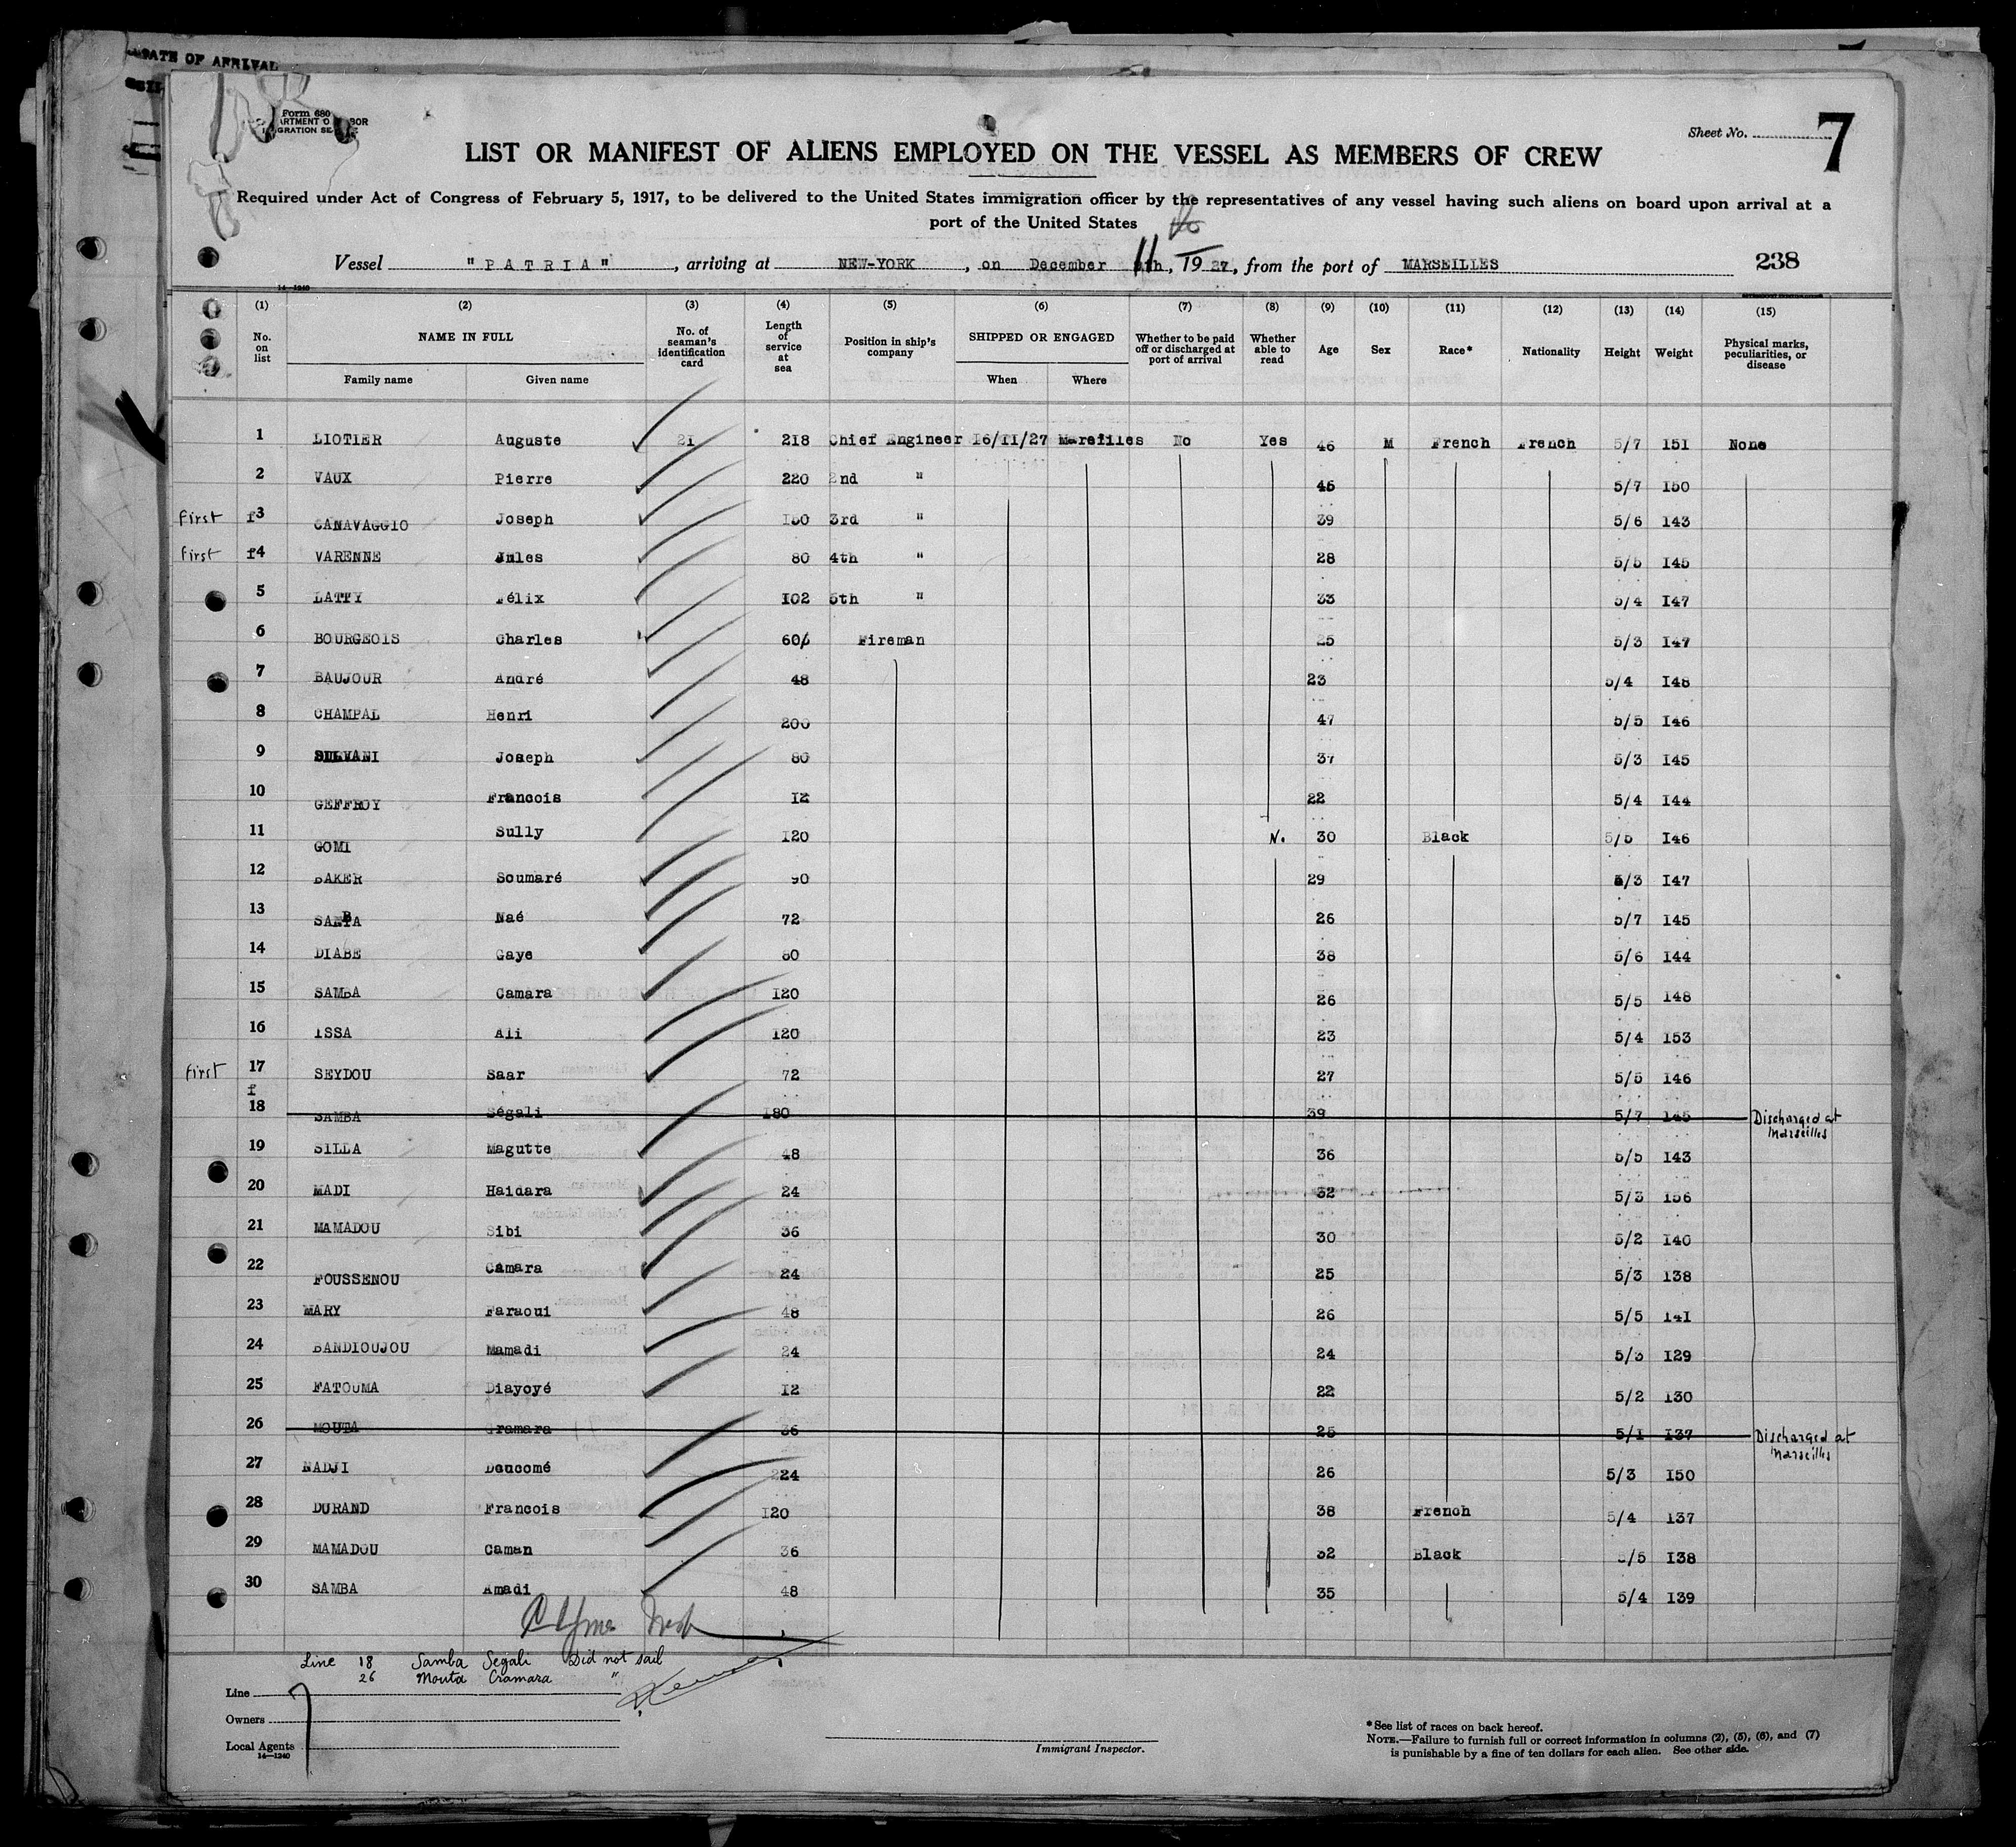 DATE OF ARRIVAL
Form 680
Sheet No. 7
LIST OR MANIFEST OF ALIENS EMPLOYED ON THE VESSEL AS MEMBERS OF CREW
Required under Act of Congress of February 5, 1917, to be delivered to the United States immigration officer by the representatives of any vessel having such aliens on board upon arrival at a
port of the United States
Vessel "PATRIA", arriving at NEW-YORK, on December 11 th, 1927, from the port of MARSEILLES 238
14—1240
(1) (2) (3) (4) (5) (6) (7) (8) (9) (10) (11) (12) (13) (14) (15)
No. on list NAME IN FULL Family name Given name No. of seaman's identification card Length of service at sea Position in ship's company SHIPPED OR ENGAGED When Where Whether to be paid off or discharged at port of arrival Whether able to read Age Sex Race* Nationality Height Weight Physical marks, peculiarities, or disease
1 LIOTIER Auguste 21 218 Chief Engineer 16/11/27 Marseilles No Yes 46 M French French 5/7 151 None
2 VAUX Pierre 220 2nd " 46 5/7 150
first f 3 CANAVAGGIO Joseph 150 3rd " 39 5/6 143
first f 4 VARENNE Jules 80 4th " 28 5/5 145
5 LATTY Félix 102 5th " 33 5/4 147
6 BOURGEOIS Charles 60 Fireman 25 5/3 147
7 BAUJOUR André 48 23 5/4 148
8 CHAMPAL Henri 200 47 5/5 146
9 Joseph 80 37 5/3 145
10 GEFFROY Francois 12 22 5/4 144
11 GOMI Sully 120 N. 30 Black 5/5 146
12 BAKER Soumaré 90 29 5/3 147
13 SAMBA Naé 72 26 5/7 145
14 DIABE Gaye 80 38 5/6 144
15 SAMBA Camara 120 26 5/5 148
16 ISSA Ali 120 23 5/4 153
first 17 SEYDOU Saar 72 27 5/5 146
f
18 SAMBA Ségali 180 39 5/7 145 Discharged at Marseilles
19 SILLA Magutte 48 36 5/5 143
20 MADI Haidara 24 32 5/3 156
21 MAMADOU Sibi 36 30 5/2 140
22 FOUSSENOU Camara 24 25 5/3 138
23 MARY Faraoui 48 26 5/5 141
24 BANDIOUJOU Mamadi 24 24 5/3 129
25 FATOUMA Diayoyé 12 22 5/2 130
26 MOUTA Gramara 36 25 5/1 137 Discharged at Marseilles
27 NADJI Doucomé 224 26 5/3 150
28 DURAND Francois 120 38 French 5/4 137
29 MAMADOU Caman 36 32 Black 5/5 138
30 SAMBA Amadi 48 35 5/4 139
Line 18 Samba Segali Did not sail
26 Mouta Cramara "
Line
Owners
Local Agents
14—1240
Immigrant Inspector.
*See list of races on back hereof.
NOTE.—Failure to furnish full or correct information in columns (2), (5), (6), and (7)
is punishable by a fine of ten dollars for each alien. See other side.